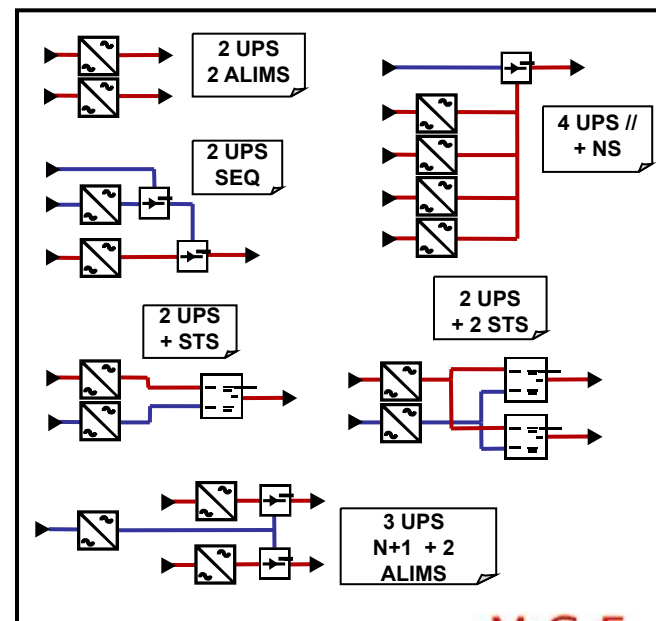 2 UPS
2 ALIMS
4 UPS //
+ NS
2 UPS
SEQ
2 UPS
+ STS
2 UPS
+ 2 STS
3 UPS
N+1 + 2
ALIMS